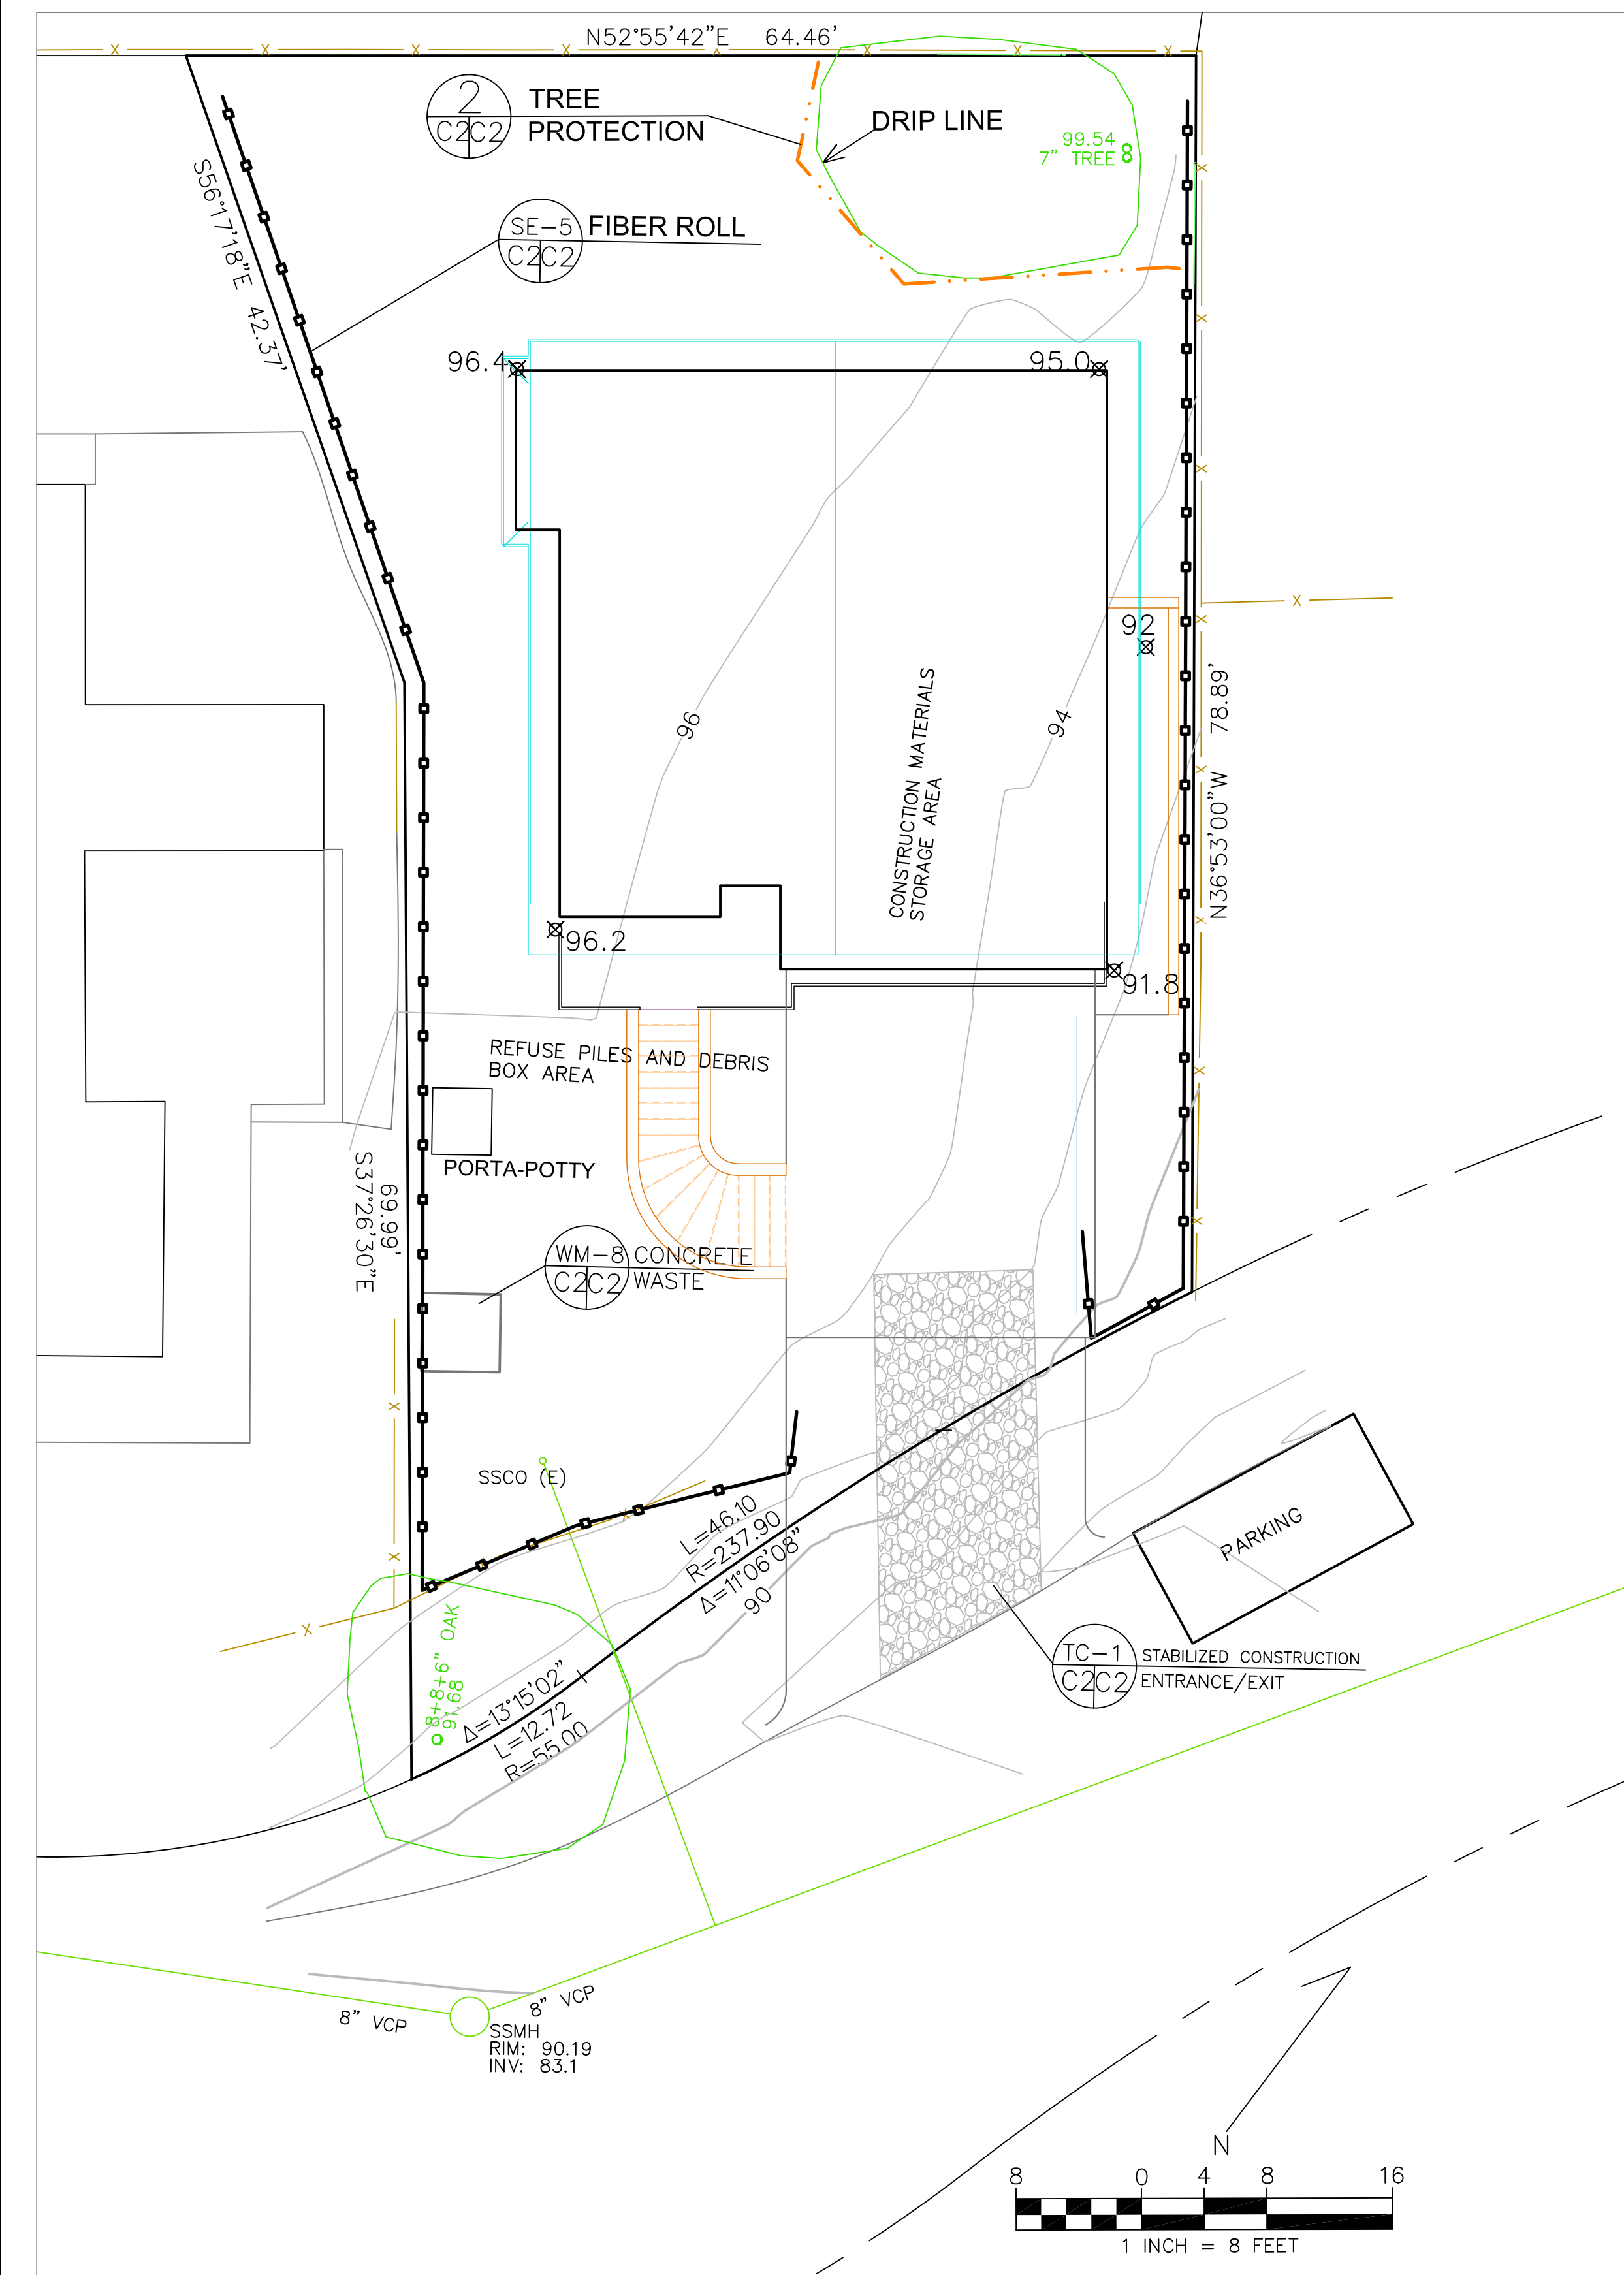 N52°55'42"E 64.46'
2
C2 C2
TREE
PROTECTION
DRIP LINE
99.54
7" TREE
S56°17'18"E 42.37'
SE-5
C2 C2
FIBER ROLL
96.4
95.0
92
96
94
CONSTRUCTION MATERIALS
STORAGE AREA
N36°53'00"W 78.89'
96.2
91.8
REFUSE PILES AND DEBRIS
BOX AREA
PORTA-POTTY
69.99'
S37°26'30"E
WM-8
C2 C2
CONCRETE
WASTE
SSCO (E)
L=46.10
R=237.90
Δ=11°06'08"
90
PARKING
8+8+6" OAK
91.68
Δ=13°15'02"
L=12.72
R=55.00
TC-1
C2 C2
STABILIZED CONSTRUCTION
ENTRANCE/EXIT
8" VCP
8" VCP
SSMH
RIM: 90.19
INV: 83.1
N
8 0 4 8 16
1 INCH = 8 FEET